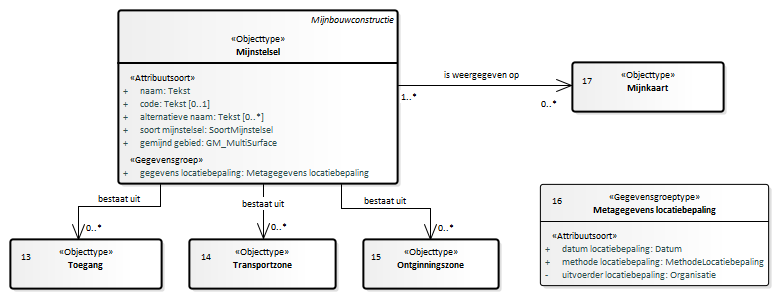 Mijnbouwconstructie
«Objecttype»
Mijnstelsel
«Attribuutsoort»
+ naam: Tekst
+ code: Tekst [0..1]
+ alternatieve naam: Tekst [0..*]
+ soort mijnstelsel: SoortMijnstelsel
+ gemijnd gebied: GM_MultiSurface
«Gegevensgroep»
+ gegevens locatiebepaling: Metagegevens locatiebepaling
is weergegeven op
1..*
0..*
17 «Objecttype»
Mijnkaart
bestaat uit
bestaat uit
bestaat uit
0..*
0..*
0..*
13 «Objecttype»
Toegang
14 «Objecttype»
Transportzone
15 «Objecttype»
Ontginningszone
16 «Gegevensgroeptype»
Metagegevens locatiebepaling
«Attribuutsoort»
+ datum locatiebepaling: Datum
+ methode locatiebepaling: MethodeLocatiebepaling
- uitvoerder locatiebepaling: Organisatie